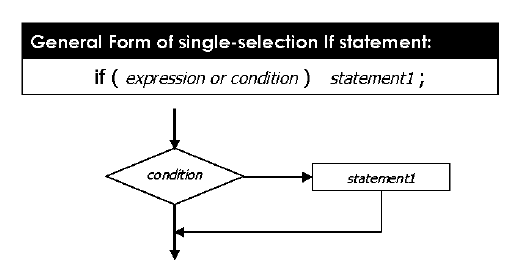 General Form of single-selection If statement:
if ( expression or condition ) statement1 ;
condition
statement1